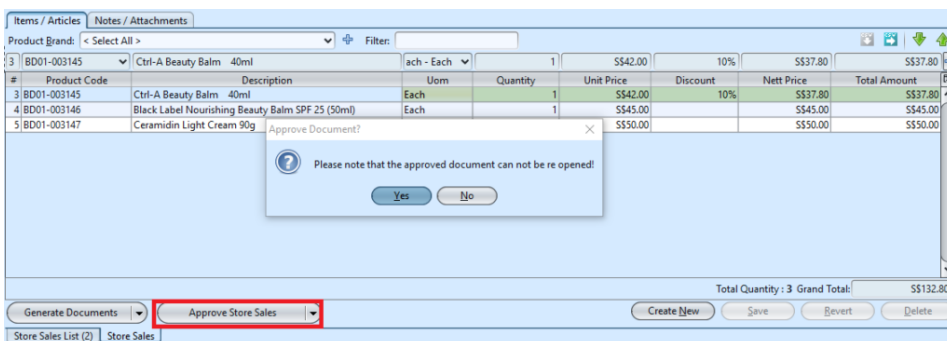 Items / Articles Notes / Attachments
Product Brand: < Select All > Filter:
3 BD01-003145 Ctrl-A Beauty Balm 40ml ach - Each 1 S$42.00 10% S$37.80 S$37.80
# Product Code Description Uom Quantity Unit Price Discount Nett Price Total Amount
3 BD01-003145 Ctrl-A Beauty Balm 40ml Each 1 S$42.00 10% S$37.80 S$37.80
4 BD01-003146 Black Label Nourishing Beauty Balm SPF 25 (50ml) Each 1 S$45.00 S$45.00 S$45.00
5 BD01-003147 Ceramidin Light Cream 90g S$50.00 S$50.00 S$50.00
Approve Document?
Please note that the approved document can not be re opened!
Yes No
Total Quantity : 3 Grand Total: S$132.80
Generate Documents Approve Store Sales Create New Save Revert Delete
Store Sales List (2) Store Sales